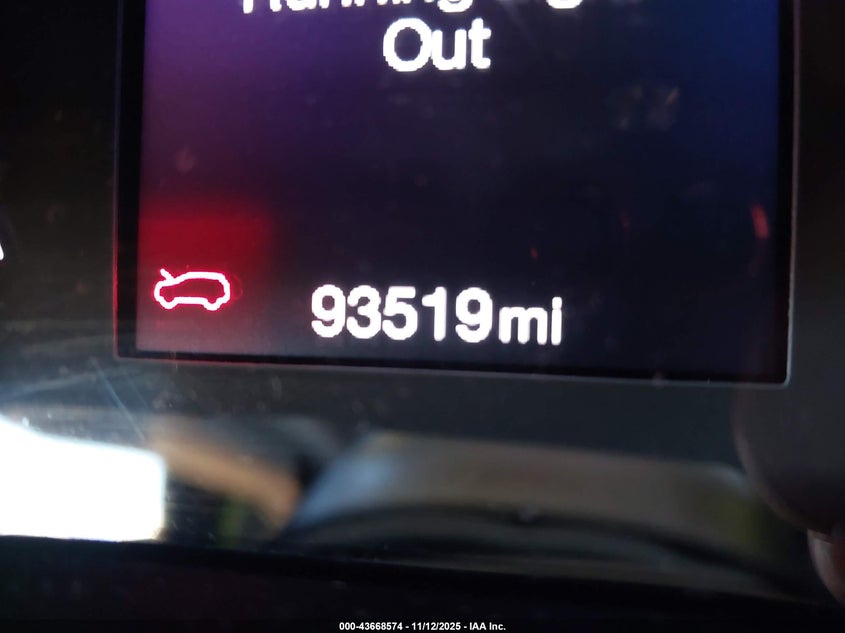 Out
93519mi
000-43668574 - 11/12/2025 - IAA Inc.